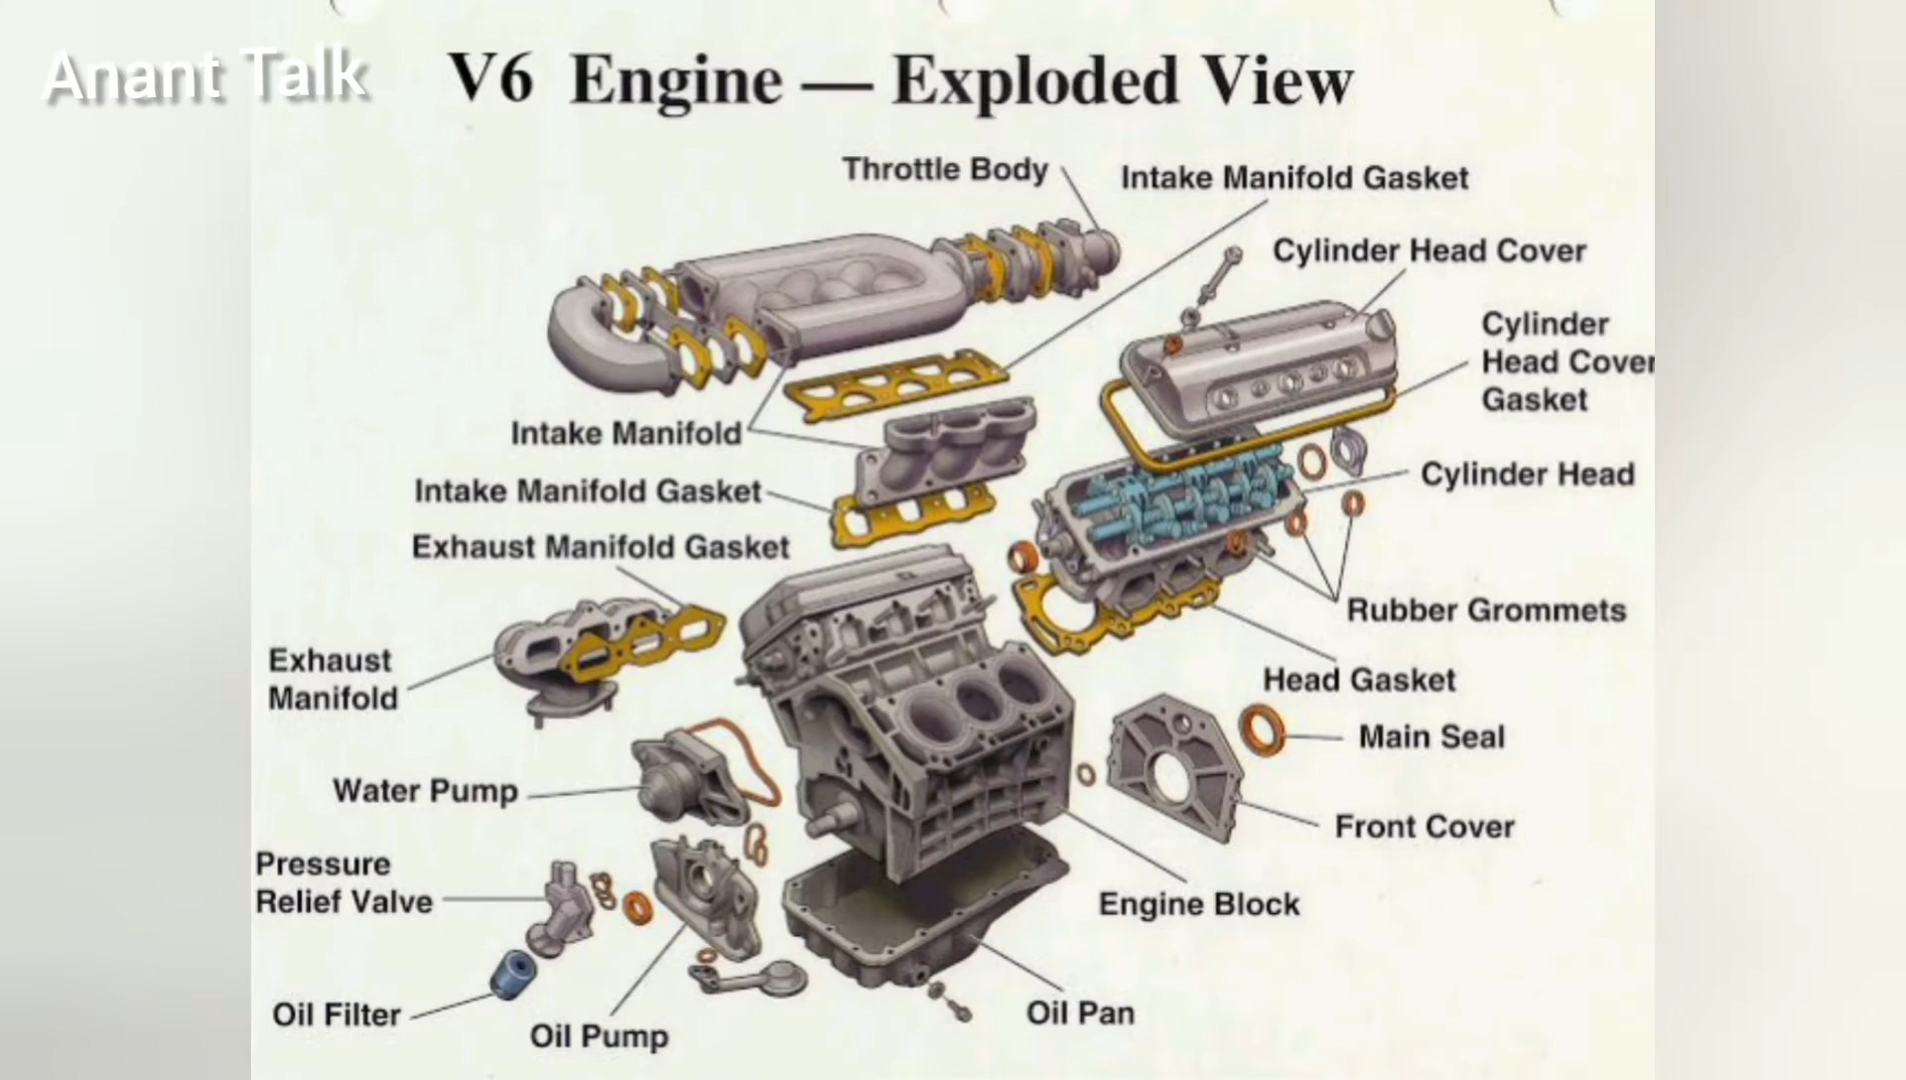 Anant Talk
V6 Engine — Exploded View
Throttle Body
Intake Manifold Gasket
Cylinder Head Cover
Cylinder
Head Cover
Gasket
Intake Manifold
Cylinder Head
Intake Manifold Gasket
Exhaust Manifold Gasket
Rubber Grommets
Exhaust
Manifold
Head Gasket
Main Seal
Water Pump
Front Cover
Pressure
Relief Valve
Engine Block
Oil Filter
Oil Pump
Oil Pan